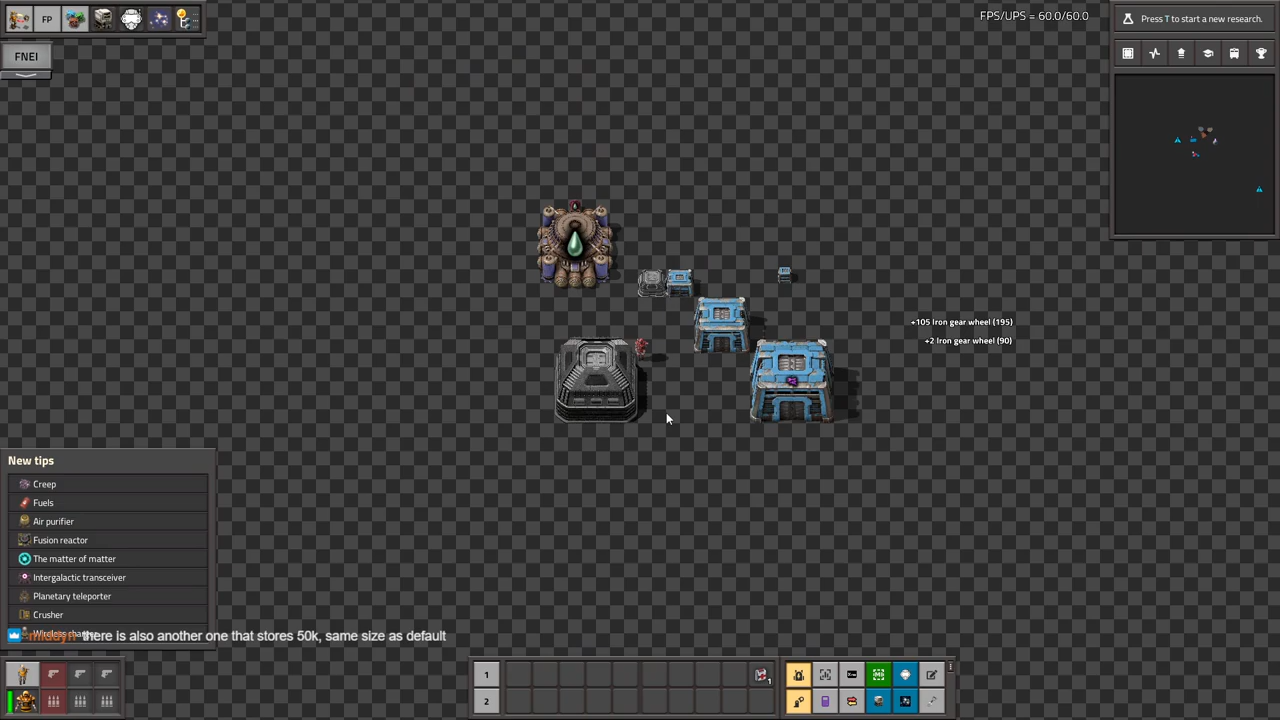 FP
FPS/UPS = 60.0/60.0
Press T to start a new research.
FNEI
+105 Iron gear wheel (195)
+2 Iron gear wheel (90)
New tips
Creep
Fuels
Air purifier
Fusion reactor
The matter of matter
Intergalactic transceiver
Planetary teleporter
Crusher
there is also another one that stores 50k, same size as default
1
1
2